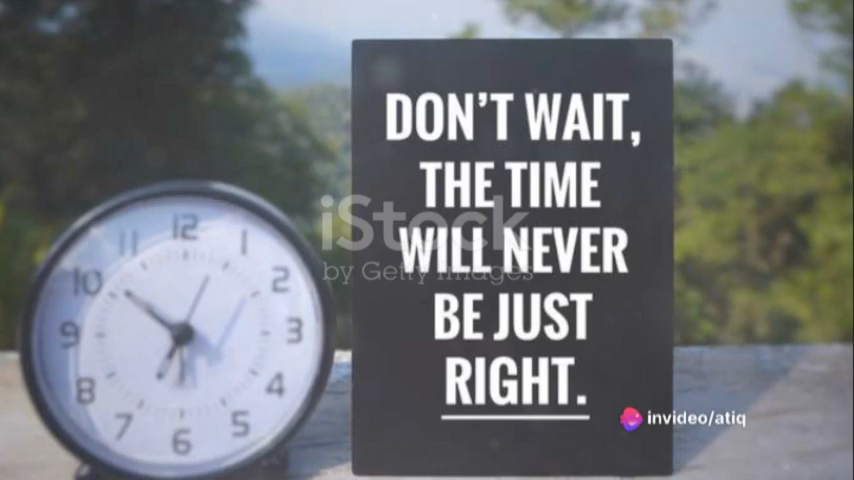 DON'T WAIT,
THE TIME
WILL NEVER
BE JUST
RIGHT.
iStock
by Getty Images
invideo/atiq
12
11
1
10
2
9
3
8
4
7
5
6